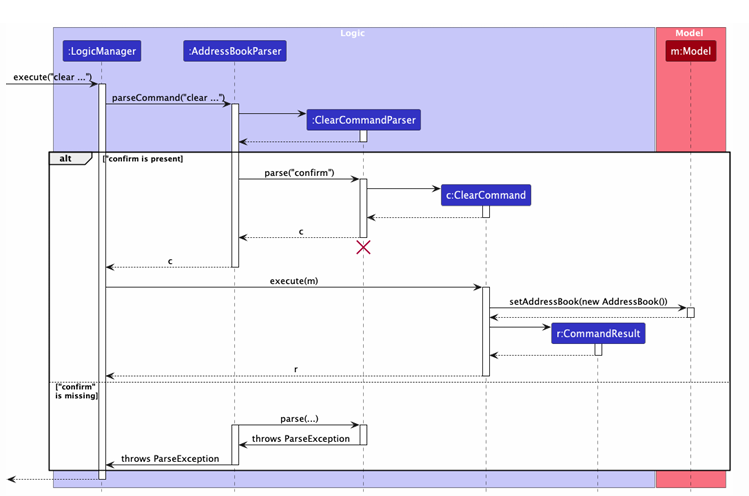 Logic
Model
:LogicManager
:AddressBookParser
m:Model
execute("clear ...")
parseCommand("clear ...")
:ClearCommandParser
alt
["confirm is present]
parse("confirm")
c:ClearCommand
c
c
execute(m)
setAddressBook(new AddressBook())
r:CommandResult
r
["confirm"
is missing]
parse(...)
throws ParseException
throws ParseException